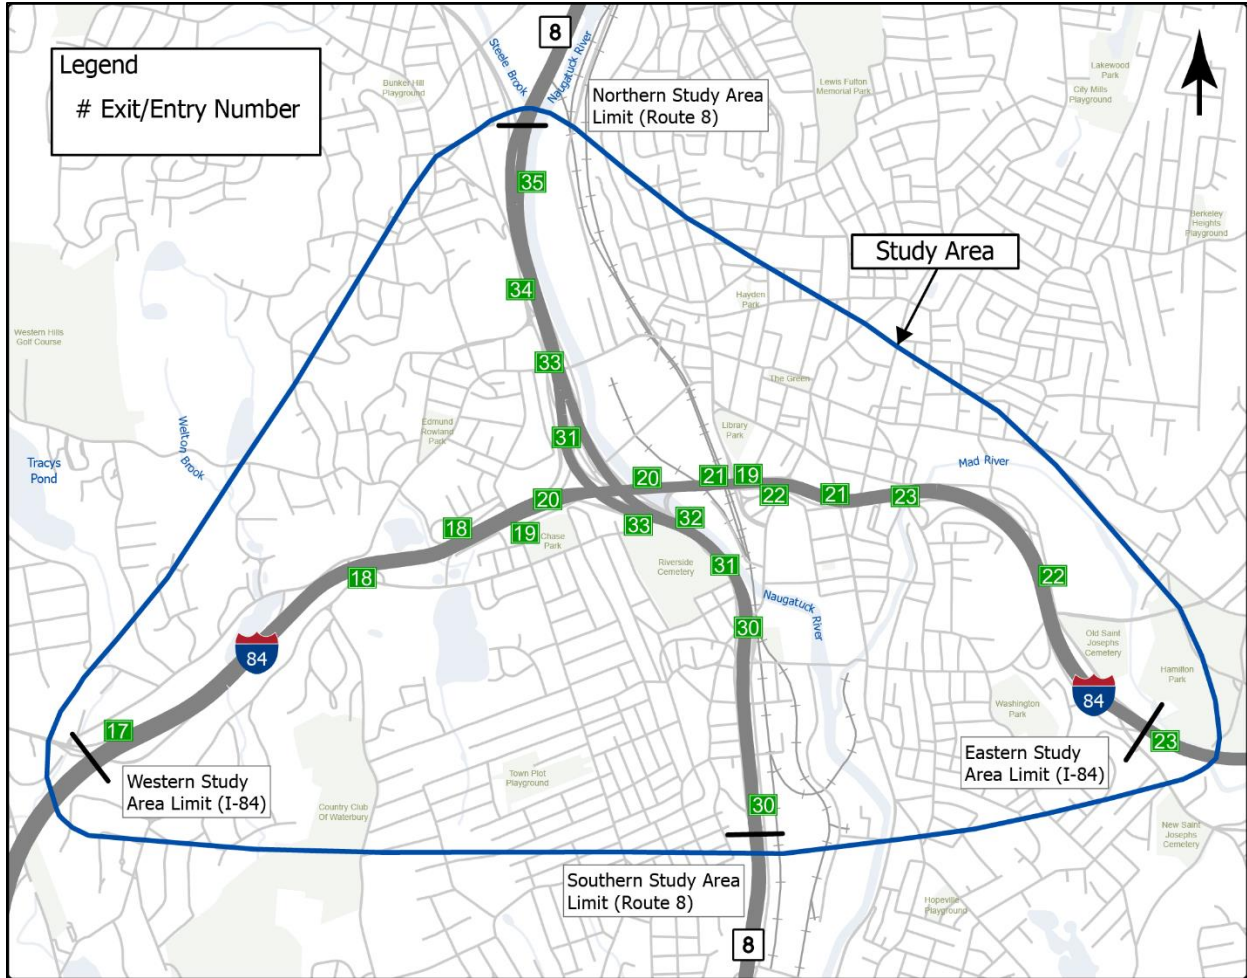 Legend
# Exit/Entry Number
8
Steele Brook
Naugatuck River
Bunker Hill
Playground
Northern Study Area
Limit (Route 8)
Lewis Fulton
Memorial Park
Lakewood
Park
City Mills
Playground
35
Berkeley
Heights
Playground
Study Area
34
Hayden
Park
Western Hills
Golf Course
33
The Green
Edmund
Rowland
Park
31
Library
Park
Welton Brook
Tracys
Pond
Mad River
20
21
19
22
21
23
20
18
19
Chase
Park
33
32
18
Riverside
Cemetery
31
22
Naugatuck
River
30
84
Old Saint
Josephs
Cemetery
Hamilton
Park
84
Washington
Park
17
23
Western Study
Area Limit (I-84)
Eastern Study
Area Limit (I-84)
Town Plot
Playground
Country Club
Of Waterbury
30
New Saint
Josephs
Cemetery
Southern Study Area
Limit (Route 8)
Hopeville
Playground
8